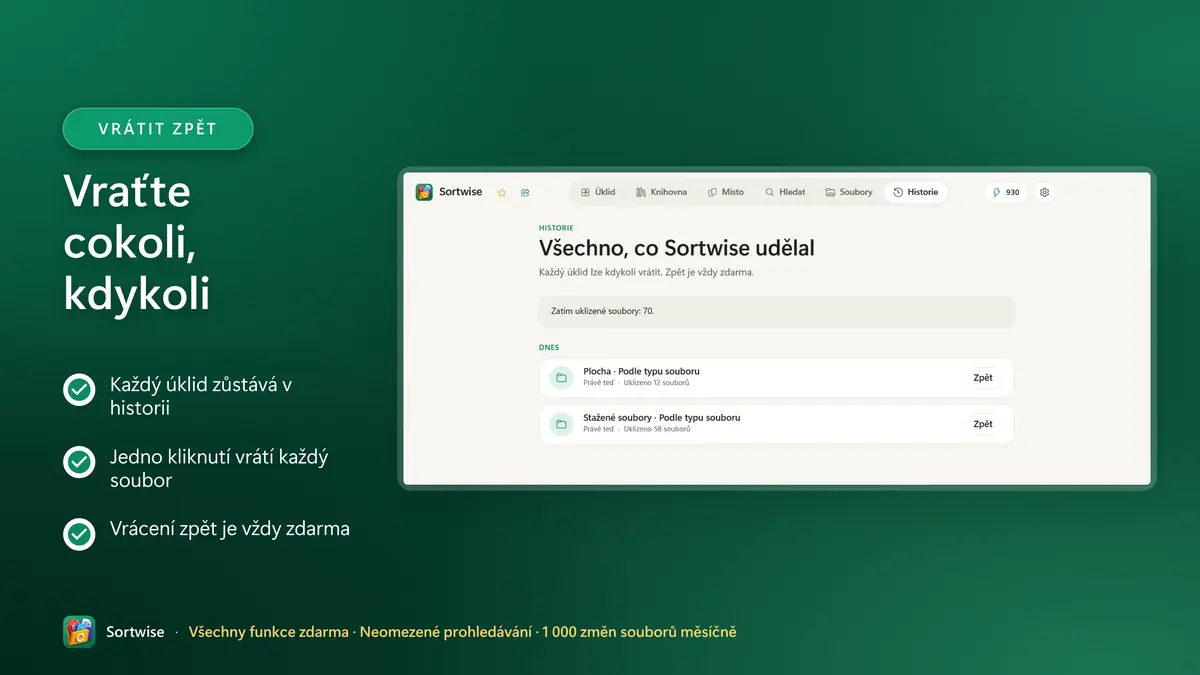 VRÁTIT ZPĚT
Vraťte
cokoli,
kdykoli
Každý úklid zůstává v
historii
Jedno kliknutí vrátí každý
soubor
Vrácení zpět je vždy zdarma
Sortwise
Úklid
Knihovna
Místo
Hledat
Soubory
Historie
930
HISTORIE
Všechno, co Sortwise udělal
Každý úklid lze kdykoli vrátit. Zpět je vždy zdarma.
Zatím uklizené soubory: 70.
DNES
Plocha · Podle typu souboru
Právě teď · Uklizeno 12 souborů
Zpět
Stažené soubory · Podle typu souboru
Právě teď · Uklizeno 58 souborů
Zpět
Sortwise · Všechny funkce zdarma · Neomezené prohledávání · 1 000 změn souborů měsíčně